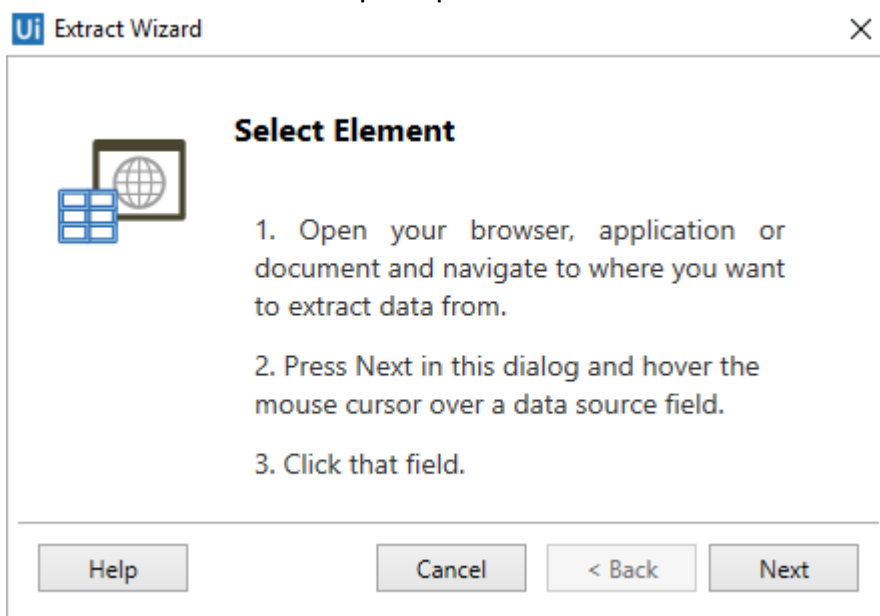 Ui Extract Wizard
Select Element
1. Open your browser, application or
document and navigate to where you want
to extract data from.
2. Press Next in this dialog and hover the
mouse cursor over a data source field.
3. Click that field.
Help Cancel < Back Next